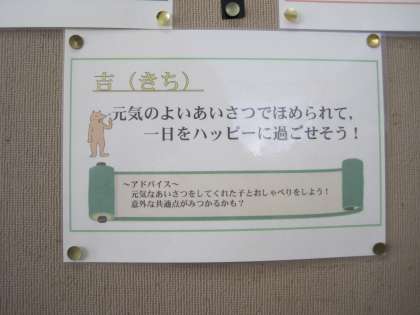 吉（きち）
元気のよいあいさつでほめられて，
一日をハッピーに過ごせそう！
～アドバイス～
元気なあいさつをしてくれた子とおしゃべりをしよう！
意外な共通点がみつかるかも？